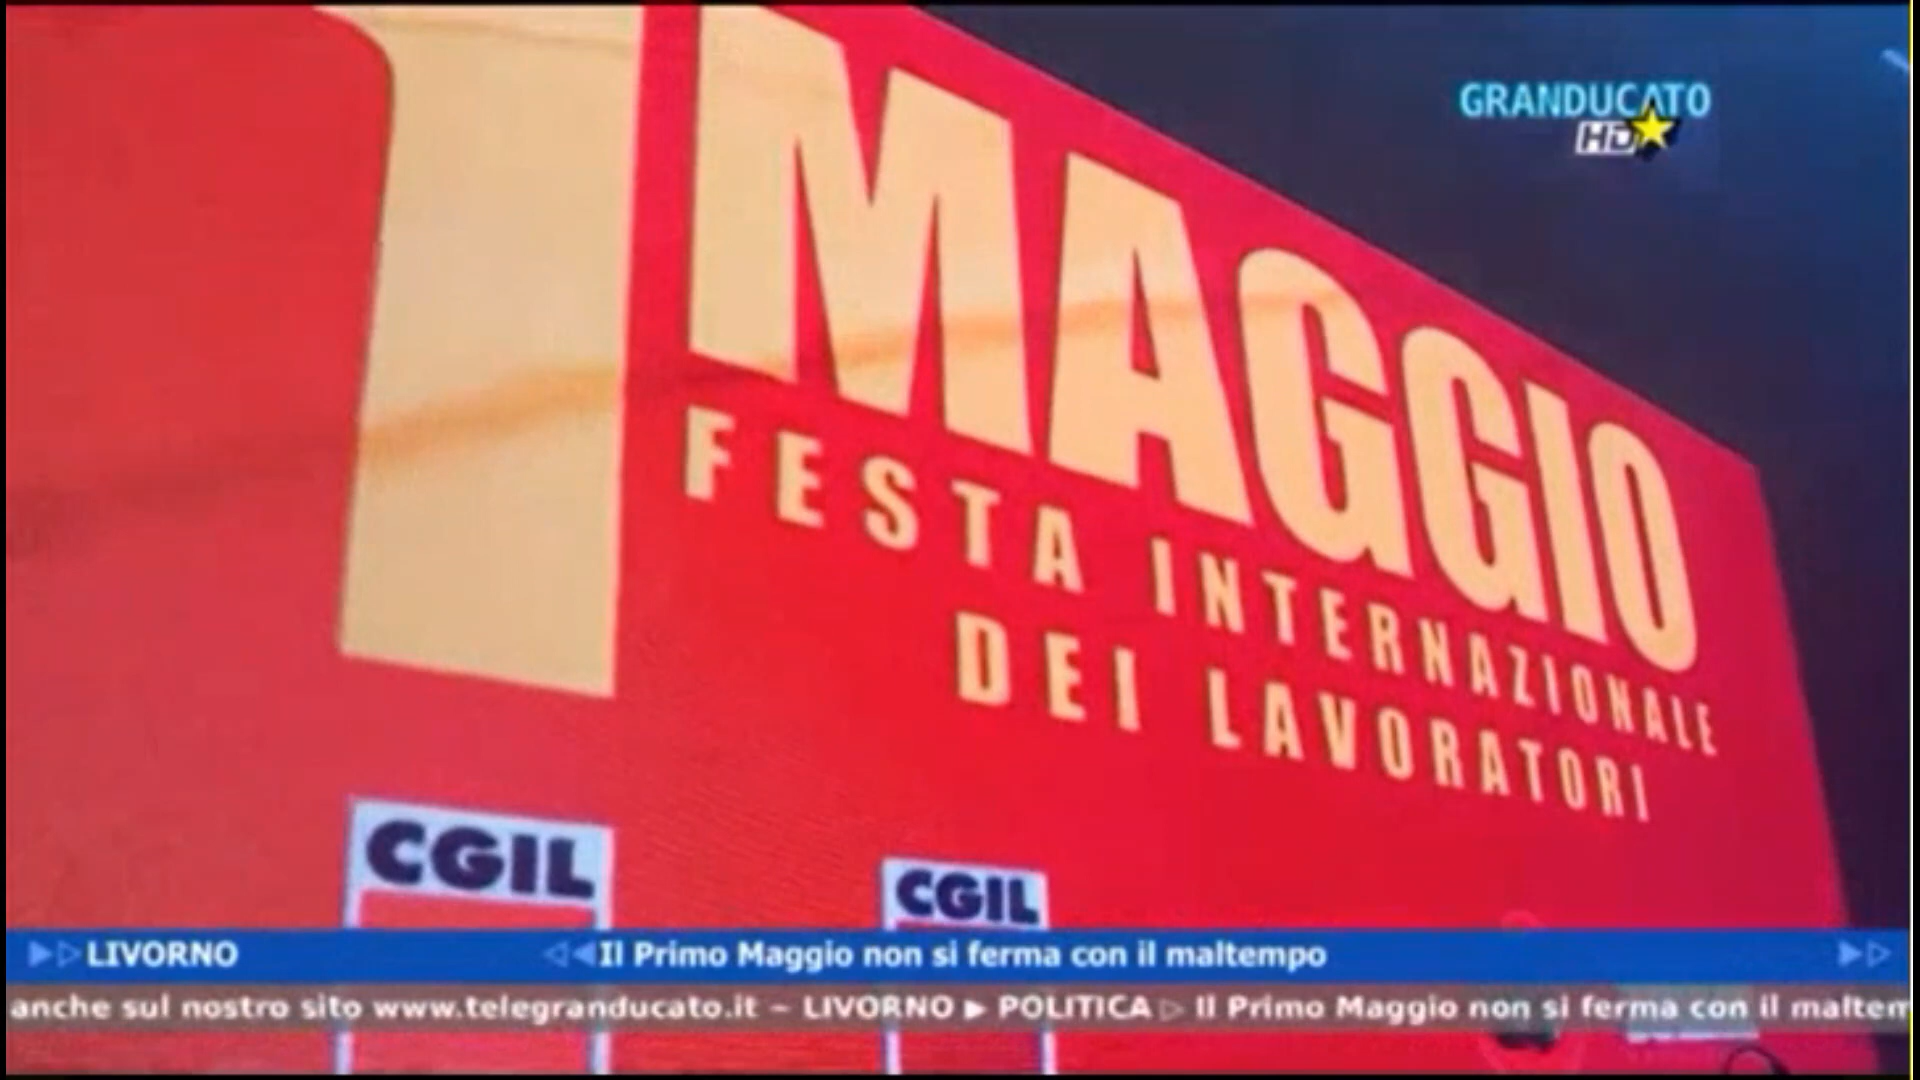 GRANDUCATO
HD
1 MAGGIO
FESTA INTERNAZIONALE
DEI LAVORATORI
CGIL CGIL
LIVORNO Il Primo Maggio non si ferma con il maltempo
anche sul nostro sito www.telegranducato.it - LIVORNO ▶ POLITICA ▷ Il Primo Maggio non si ferma con il maltem